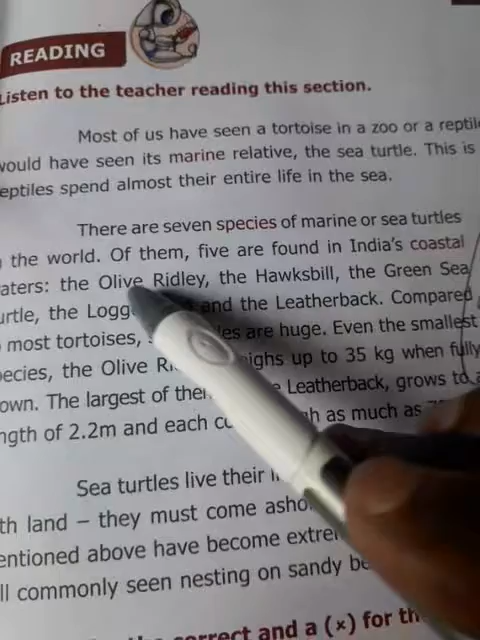 READING
Listen to the teacher reading this section.
Most of us have seen a tortoise in a zoo or a reptile
would have seen its marine relative, the sea turtle. This is
eptiles spend almost their entire life in the sea.
There are seven species of marine or sea turtles
the world. Of them, five are found in India's coastal
aters: the Olive Ridley, the Hawksbill, the Green Sea
urtle, the Logg and the Leatherback. Compared
most tortoises, are huge. Even the smallest
pecies, the Olive Ri ighs up to 35 kg when fully
own. The largest of the Leatherback, grows to a
ngth of 2.2m and each as much as
Sea turtles live their
th land – they must come asho
entioned above have become extre
ll commonly seen nesting on sandy be
correct and a (×) for th